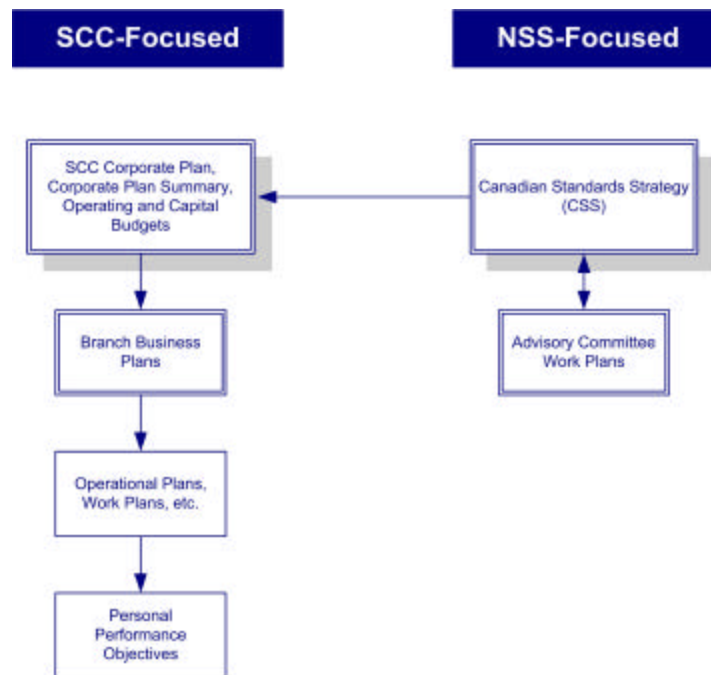 SCC-Focused
NSS-Focused
SCC Corporate Plan,
Corporate Plan Summary,
Operating and Capital
Budgets
Canadian Standards Strategy
(CSS)
Branch Business
Plans
Advisory Committee
Work Plans
Operational Plans,
Work Plans, etc.
Personal
Performance
Objectives